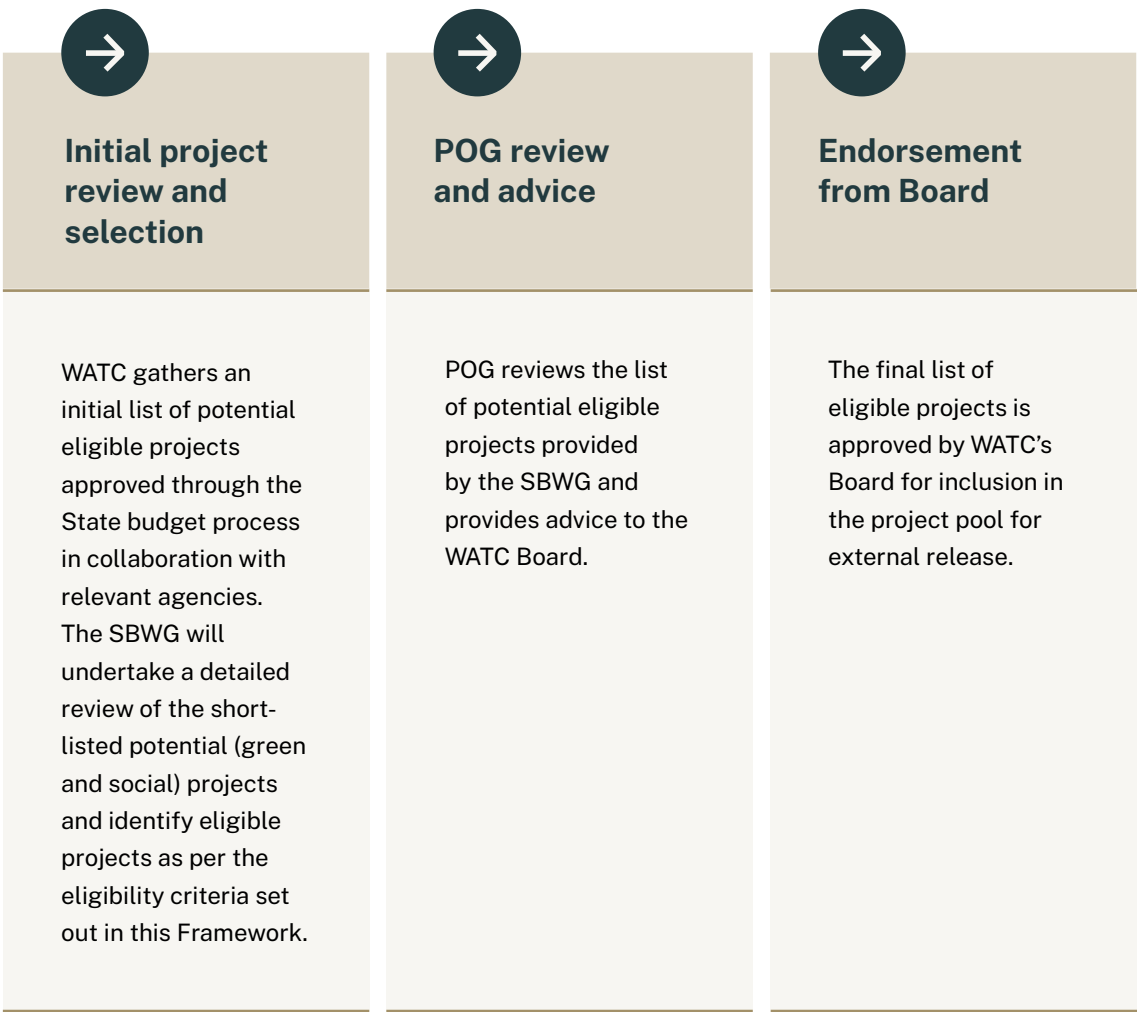 Initial project
review and
selection
WATC gathers an
initial list of potential
eligible projects
approved through the
State budget process
in collaboration with
relevant agencies.
The SBWG will
undertake a detailed
review of the short-
listed potential (green
and social) projects
and identify eligible
projects as per the
eligibility criteria set
out in this Framework.
POG review
and advice
POG reviews the list
of potential eligible
projects provided
by the SBWG and
provides advice to the
WATC Board.
Endorsement
from Board
The final list of
eligible projects is
approved by WATC’s
Board for inclusion in
the project pool for
external release.